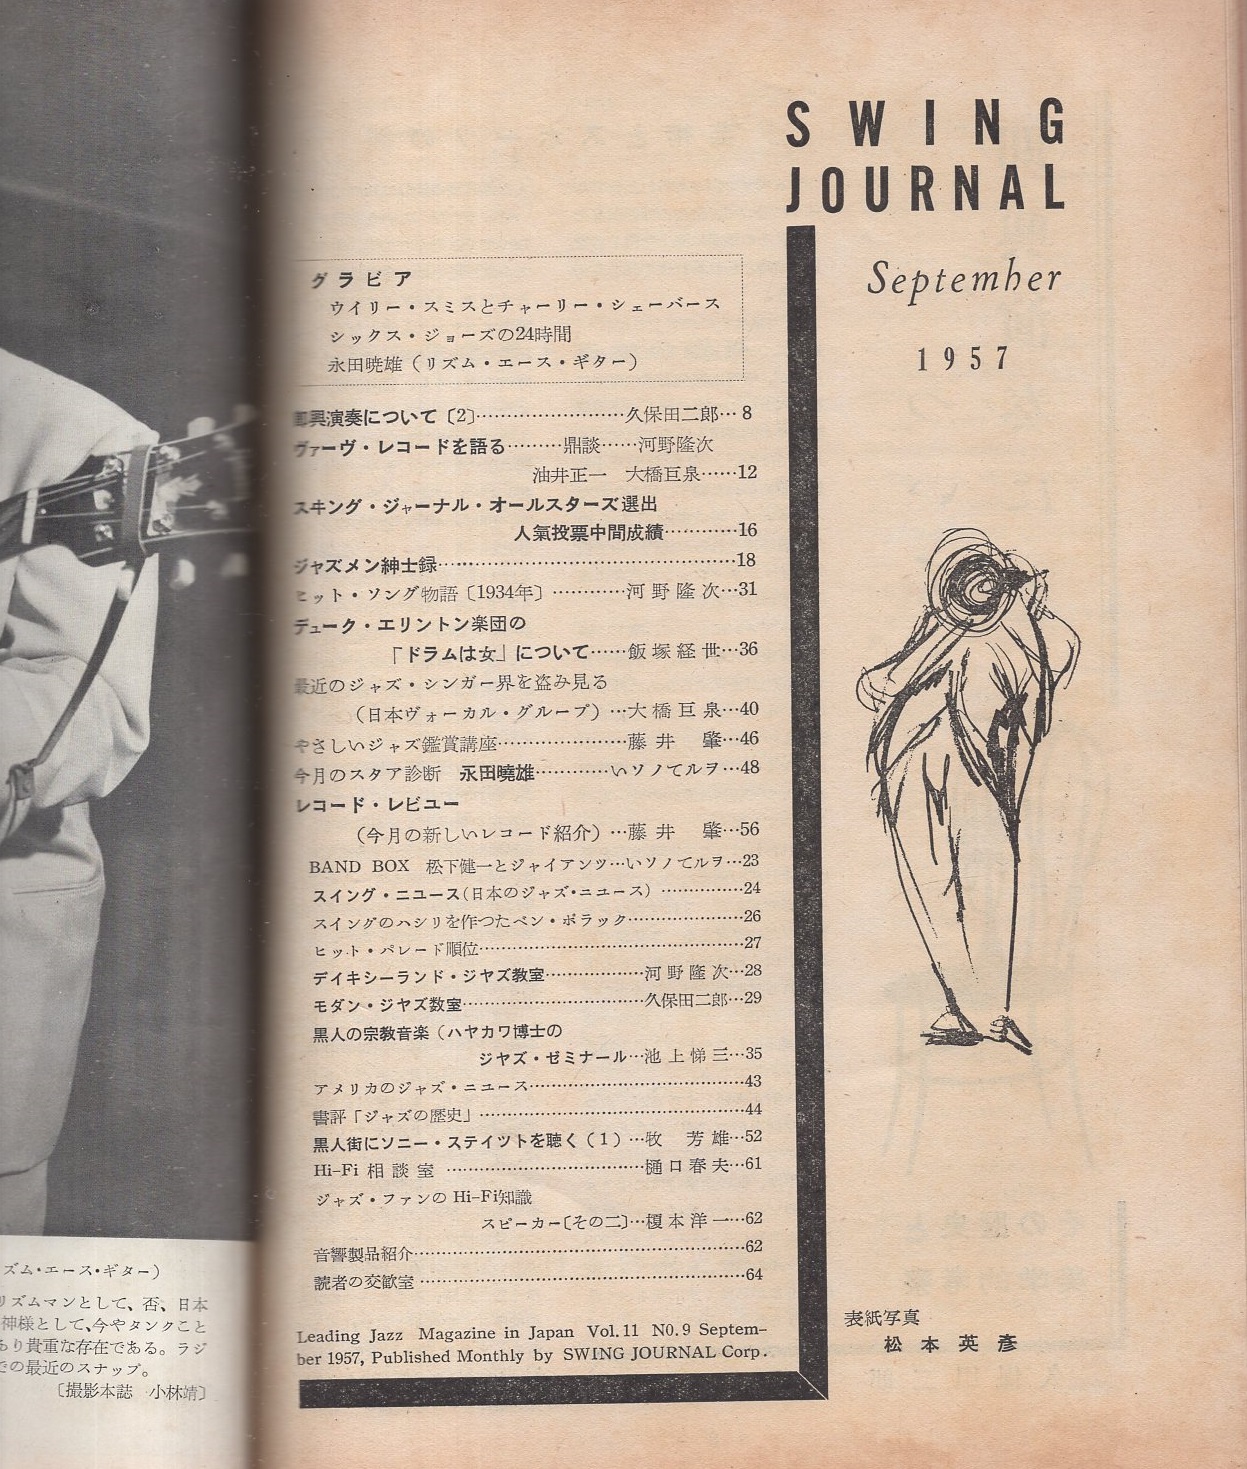 SWING
JOURNAL
September
1957
グラビア
ウイリー・スミスとチャーリー・シェーバース
シックス・ジョーズの24時間
永田暁雄（リズム・エース・ギター）
即興演奏について〔2〕……久保田二郎…8
ヴァーヴ・レコードを語る………鼎談……河野隆次
油井正一　大橋巨泉……12
スヰング・ジャーナル・オールスターズ選出
人氣投票中間成績…………16
ジャズメン紳士録……18
ヒット・ソング物語〔1934年〕…………河野隆次…31
デューク・エリントン楽団の
「ドラムは女」について……飯塚経世…36
最近のジャズ・シンガー界を盗み見る
（日本ヴォーカル・グループ）…大橋巨泉…40
やさしいジャズ鑑賞講座……藤井　肇…46
今月のスタア診断　永田曉雄…………いソノてルヲ…48
レコード・レビユー
（今月の新しいレコード紹介）…藤井　肇…56
BAND BOX　松下健一とジャイアンツ…いソノてルヲ…23
スイング・ニユース(日本のジャズ・ニユース)……24
スイングのハシリを作つたベン・ポラック……26
ヒット・パレード順位……27
デイキシーランド・ジヤズ教室……河野隆次…28
モダン・ジヤズ教室……久保田二郎…29
黒人の宗教音楽（ハヤカワ博士の
ジヤズ・ゼミナール…池上悌三…35
アメリカのジャズ・ニユース……43
書評「ジャズの歴史」……44
黒人街にソニー・ステイツトを聴く（1）…牧　芳雄…52
Hi-Fi 相談室……樋口春夫…61
ジャズ・ファンの Hi-Fi知識
スピーカー〔その二〕…榎本洋一…62
音響製品紹介……62
読者の交歓室……64
Leading Jazz Magazine in Japan Vol.11 NO.9 Septem-
ber 1957, Published Monthly by SWING JOURNAL Corp.
表紙写真
松本英彦
ズム・エース・ギター）
リズムマンとして、否、日本
神様として、今やタンクこと
あり貴重な存在である。ラジ
での最近のスナップ。
〔撮影本誌　小林靖〕